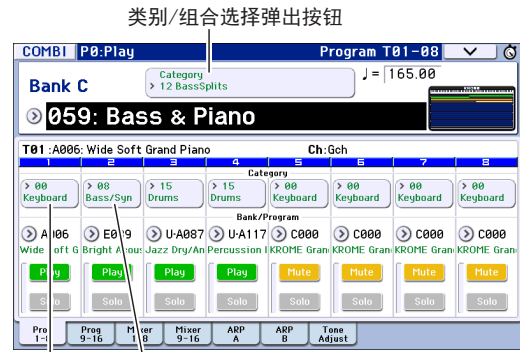 类别/组合选择弹出按钮
COMBI P0:Play Program T01-08
Bank C
Category
> 12 BassSplits
♩= 165.00
059: Bass & Piano
T01 :A006: Wide Soft Grand Piano Ch:Gch
1 2 3 4 5 6 7 8
Category
> 00 > 08 > 15 > 15 > 00 > 00 > 00 > 00
Keyboard Bass/Syn Drums Drums Keyboard Keyboard Keyboard Keyboard
Bank/Program
U-A087 U-A117 C000 C000 C000 C000
Jazz Dry/An Percussion I KROME Gran KROME Gran KROME Gran KROME Gran
Play Play Play Play Mute Mute Mute Mute
Solo Solo Solo Solo Solo Solo Solo Solo
Prog 9-16 Mixer 9-16 ARP A ARP B Tone Adjust